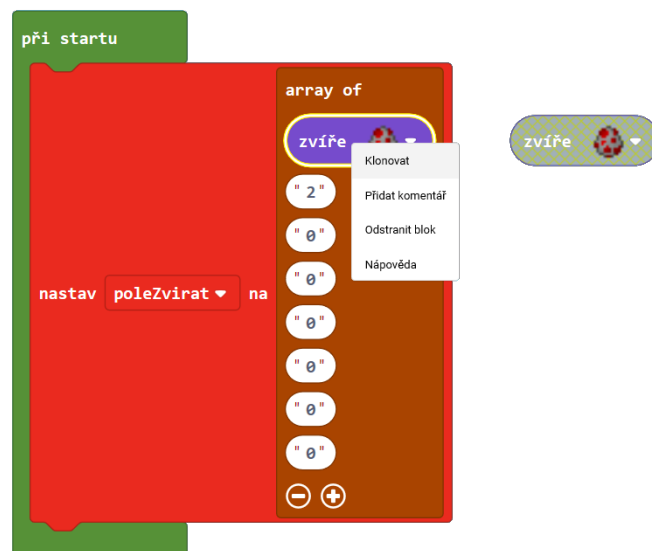 při startu
array of
zvíře
zvíře
Klonovat
"2"
Přidat komentář
"0"
Odstranit blok
"0"
Nápověda
nastav poleZvirat na
"0"
"0"
"0"
"0"